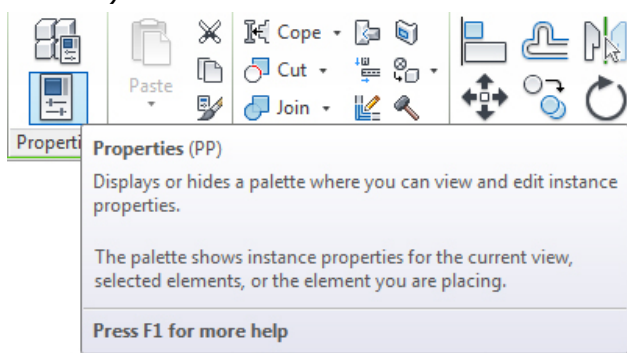 Paste
Cope
Cut
Join
Properti
Properties (PP)
Displays or hides a palette where you can view and edit instance
properties.
The palette shows instance properties for the current view,
selected elements, or the element you are placing.
Press F1 for more help